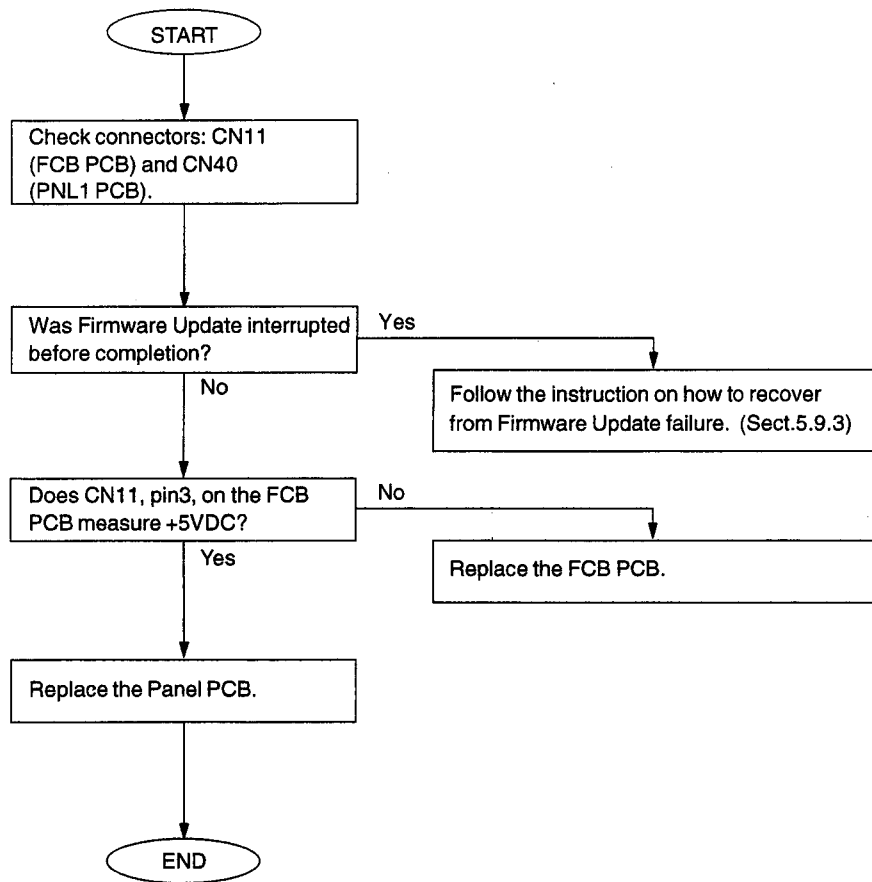 START
Check connectors: CN11
(FCB PCB) and CN40
(PNL1 PCB).
Was Firmware Update interrupted
before completion?
Yes
No
Follow the instruction on how to recover
from Firmware Update failure. (Sect.5.9.3)
Does CN11, pin3, on the FCB
PCB measure +5VDC?
No
Yes
Replace the FCB PCB.
Replace the Panel PCB.
END